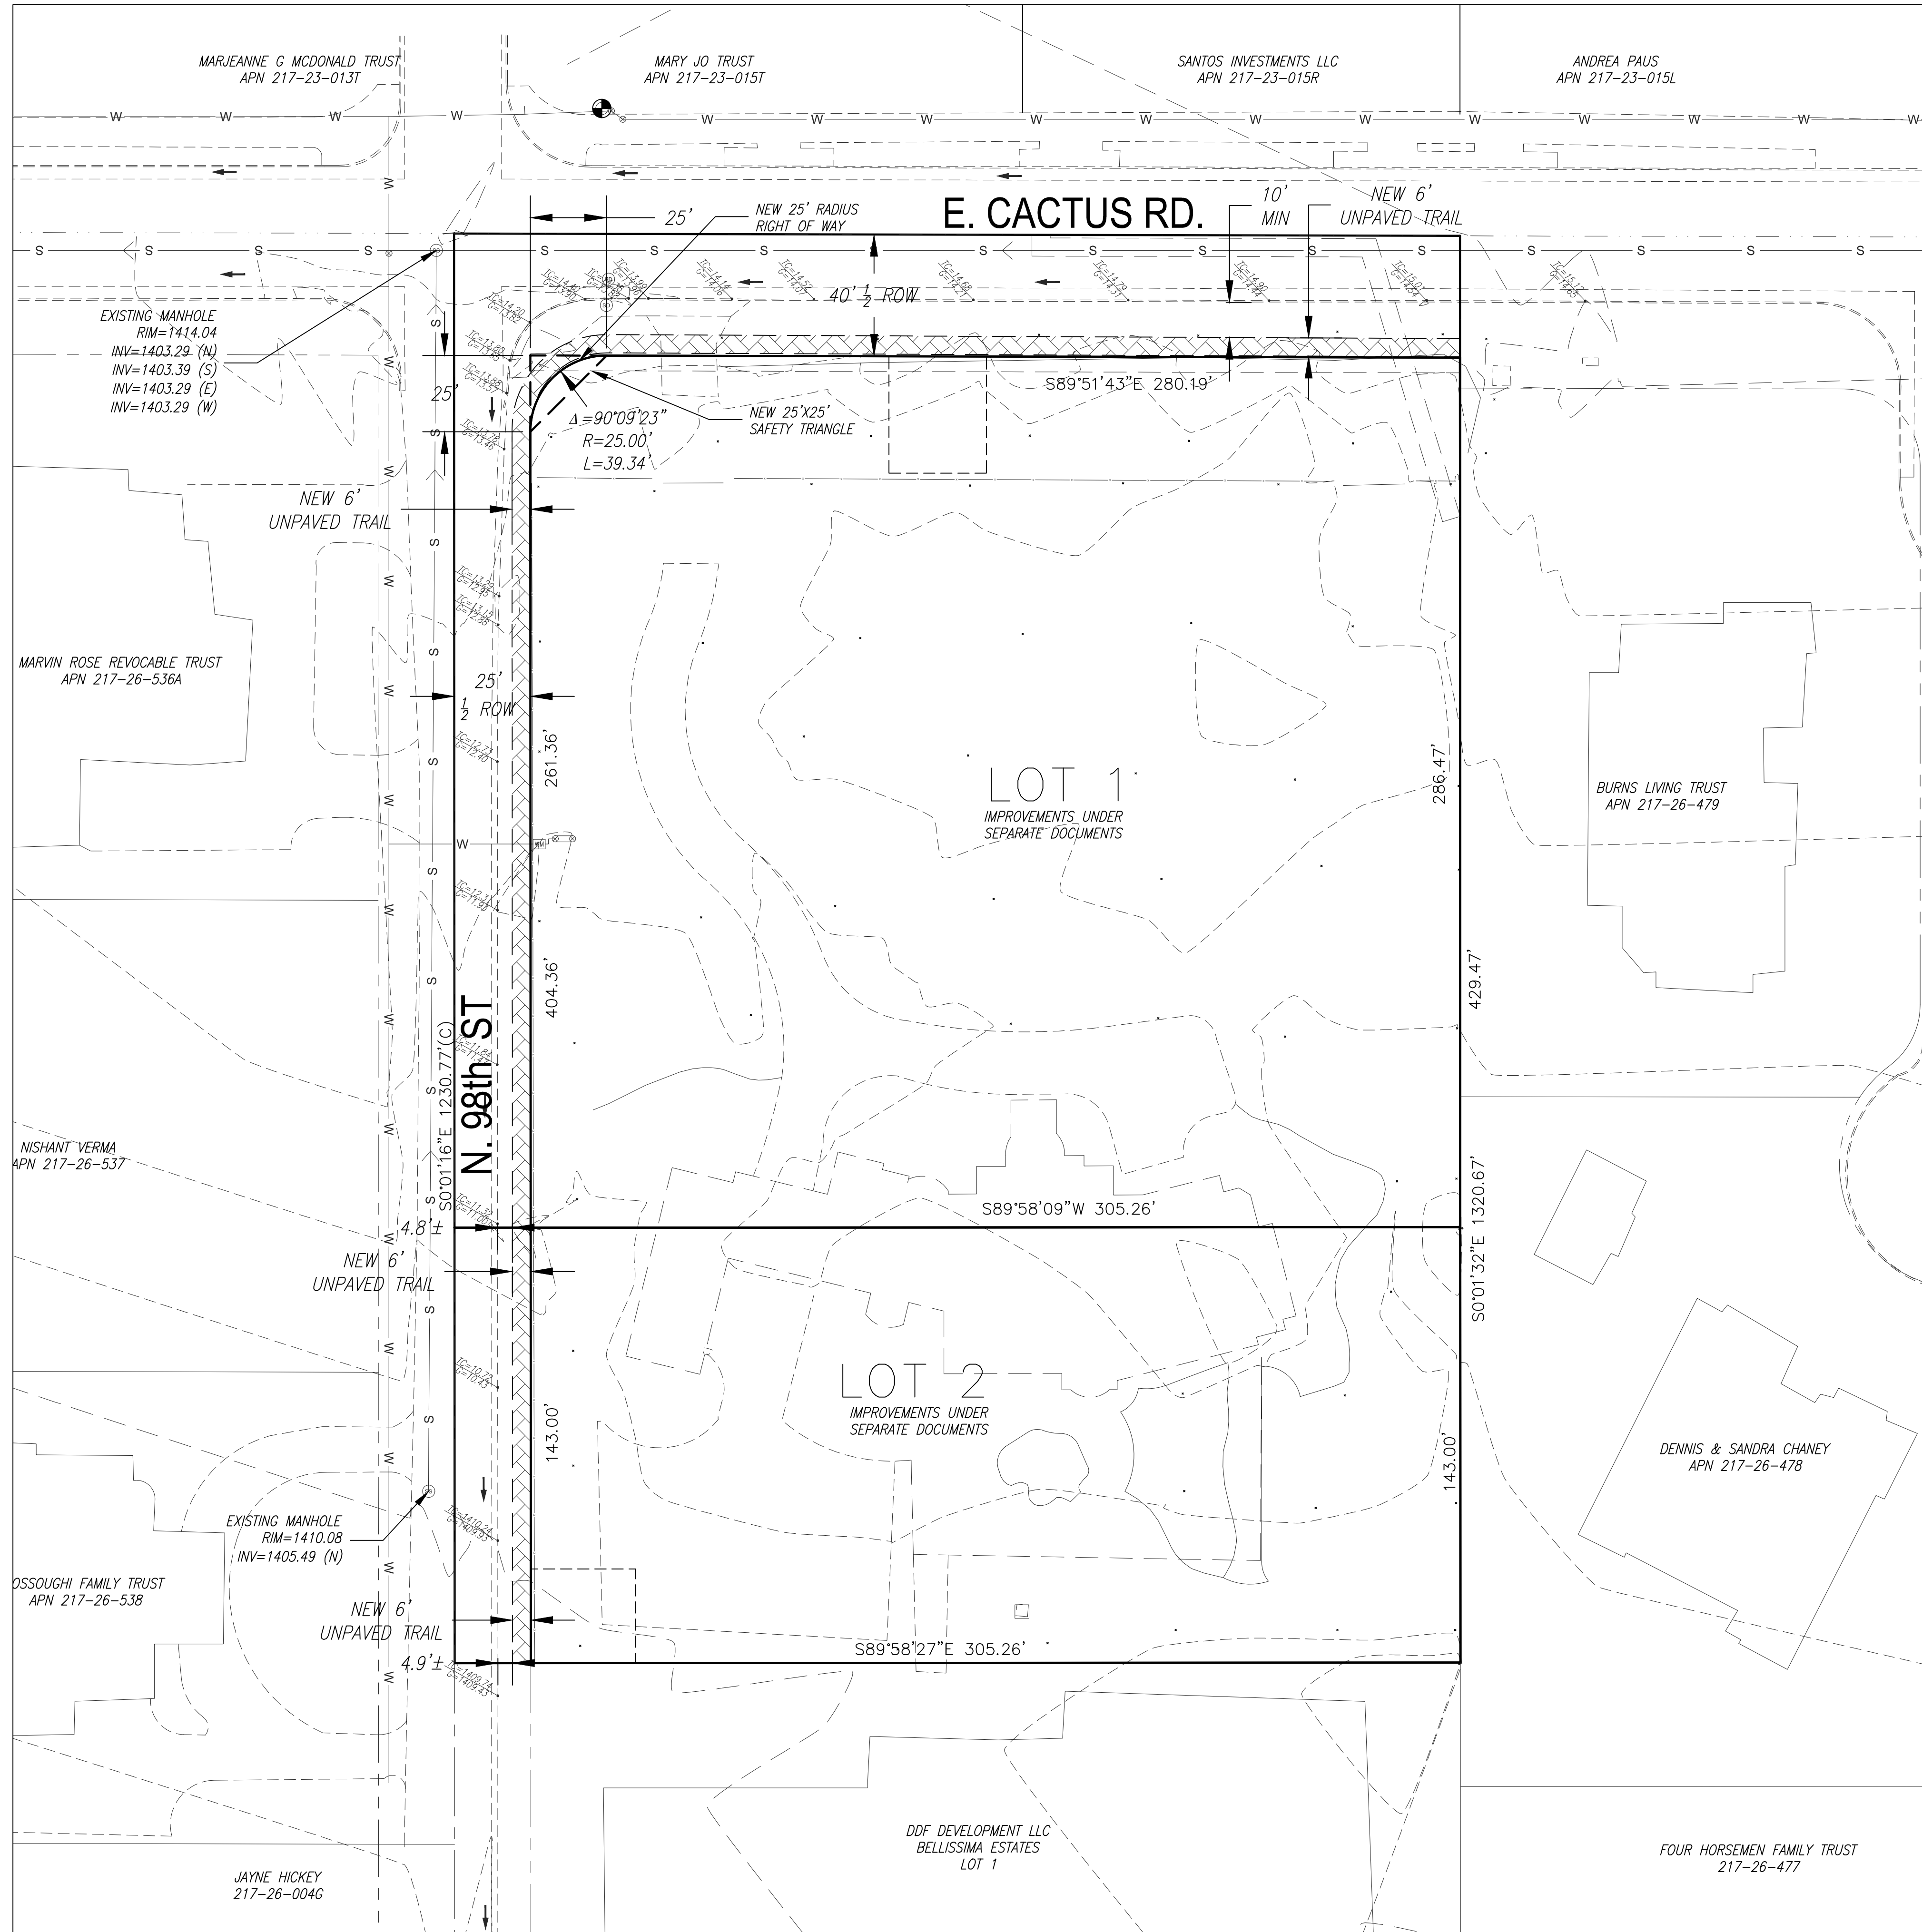 MARJEANNE G MCDONALD TRUST
APN 217-23-013T
MARY JO TRUST
APN 217-23-015T
SANTOS INVESTMENTS LLC
APN 217-23-015R
ANDREA PAUS
APN 217-23-015L
E. CACTUS RD.
25'
NEW 25' RADIUS
RIGHT OF WAY
10'
MIN
NEW 6'
UNPAVED TRAIL
40' ½ ROW
EXISTING MANHOLE
RIM=1414.04
INV=1403.29 (N)
INV=1403.39 (S)
INV=1403.29 (E)
INV=1403.29 (W)
25'
S89°51'43"E 280.19'
Δ=90°09'23"
R=25.00'
L=39.34'
NEW 25'X25'
SAFETY TRIANGLE
NEW 6'
UNPAVED TRAIL
MARVIN ROSE REVOCABLE TRUST
APN 217-26-536A
25'
½ ROW
261.36'
286.47'
LOT 1
IMPROVEMENTS UNDER
SEPARATE DOCUMENTS
BURNS LIVING TRUST
APN 217-26-479
404.36'
429.47'
N. 98th ST
S0°01'16"E 1230.77'(C)
NISHANT VERMA
APN 217-26-537
S89°58'09"W 305.26'
S0°01'32"E 1320.67'
4.8'±
NEW 6'
UNPAVED TRAIL
LOT 2
IMPROVEMENTS UNDER
SEPARATE DOCUMENTS
143.00'
143.00'
DENNIS & SANDRA CHANEY
APN 217-26-478
EXISTING MANHOLE
RIM=1410.08
INV=1405.49 (N)
OSSOUGHI FAMILY TRUST
APN 217-26-538
NEW 6'
UNPAVED TRAIL
4.9'±
S89°58'27"E 305.26'
TC=1410.24
G=1409.93
TC=1409.74
G=1409.43
DDF DEVELOPMENT LLC
BELLISSIMA ESTATES
LOT 1
FOUR HORSEMEN FAMILY TRUST
217-26-477
JAYNE HICKEY
217-26-004G